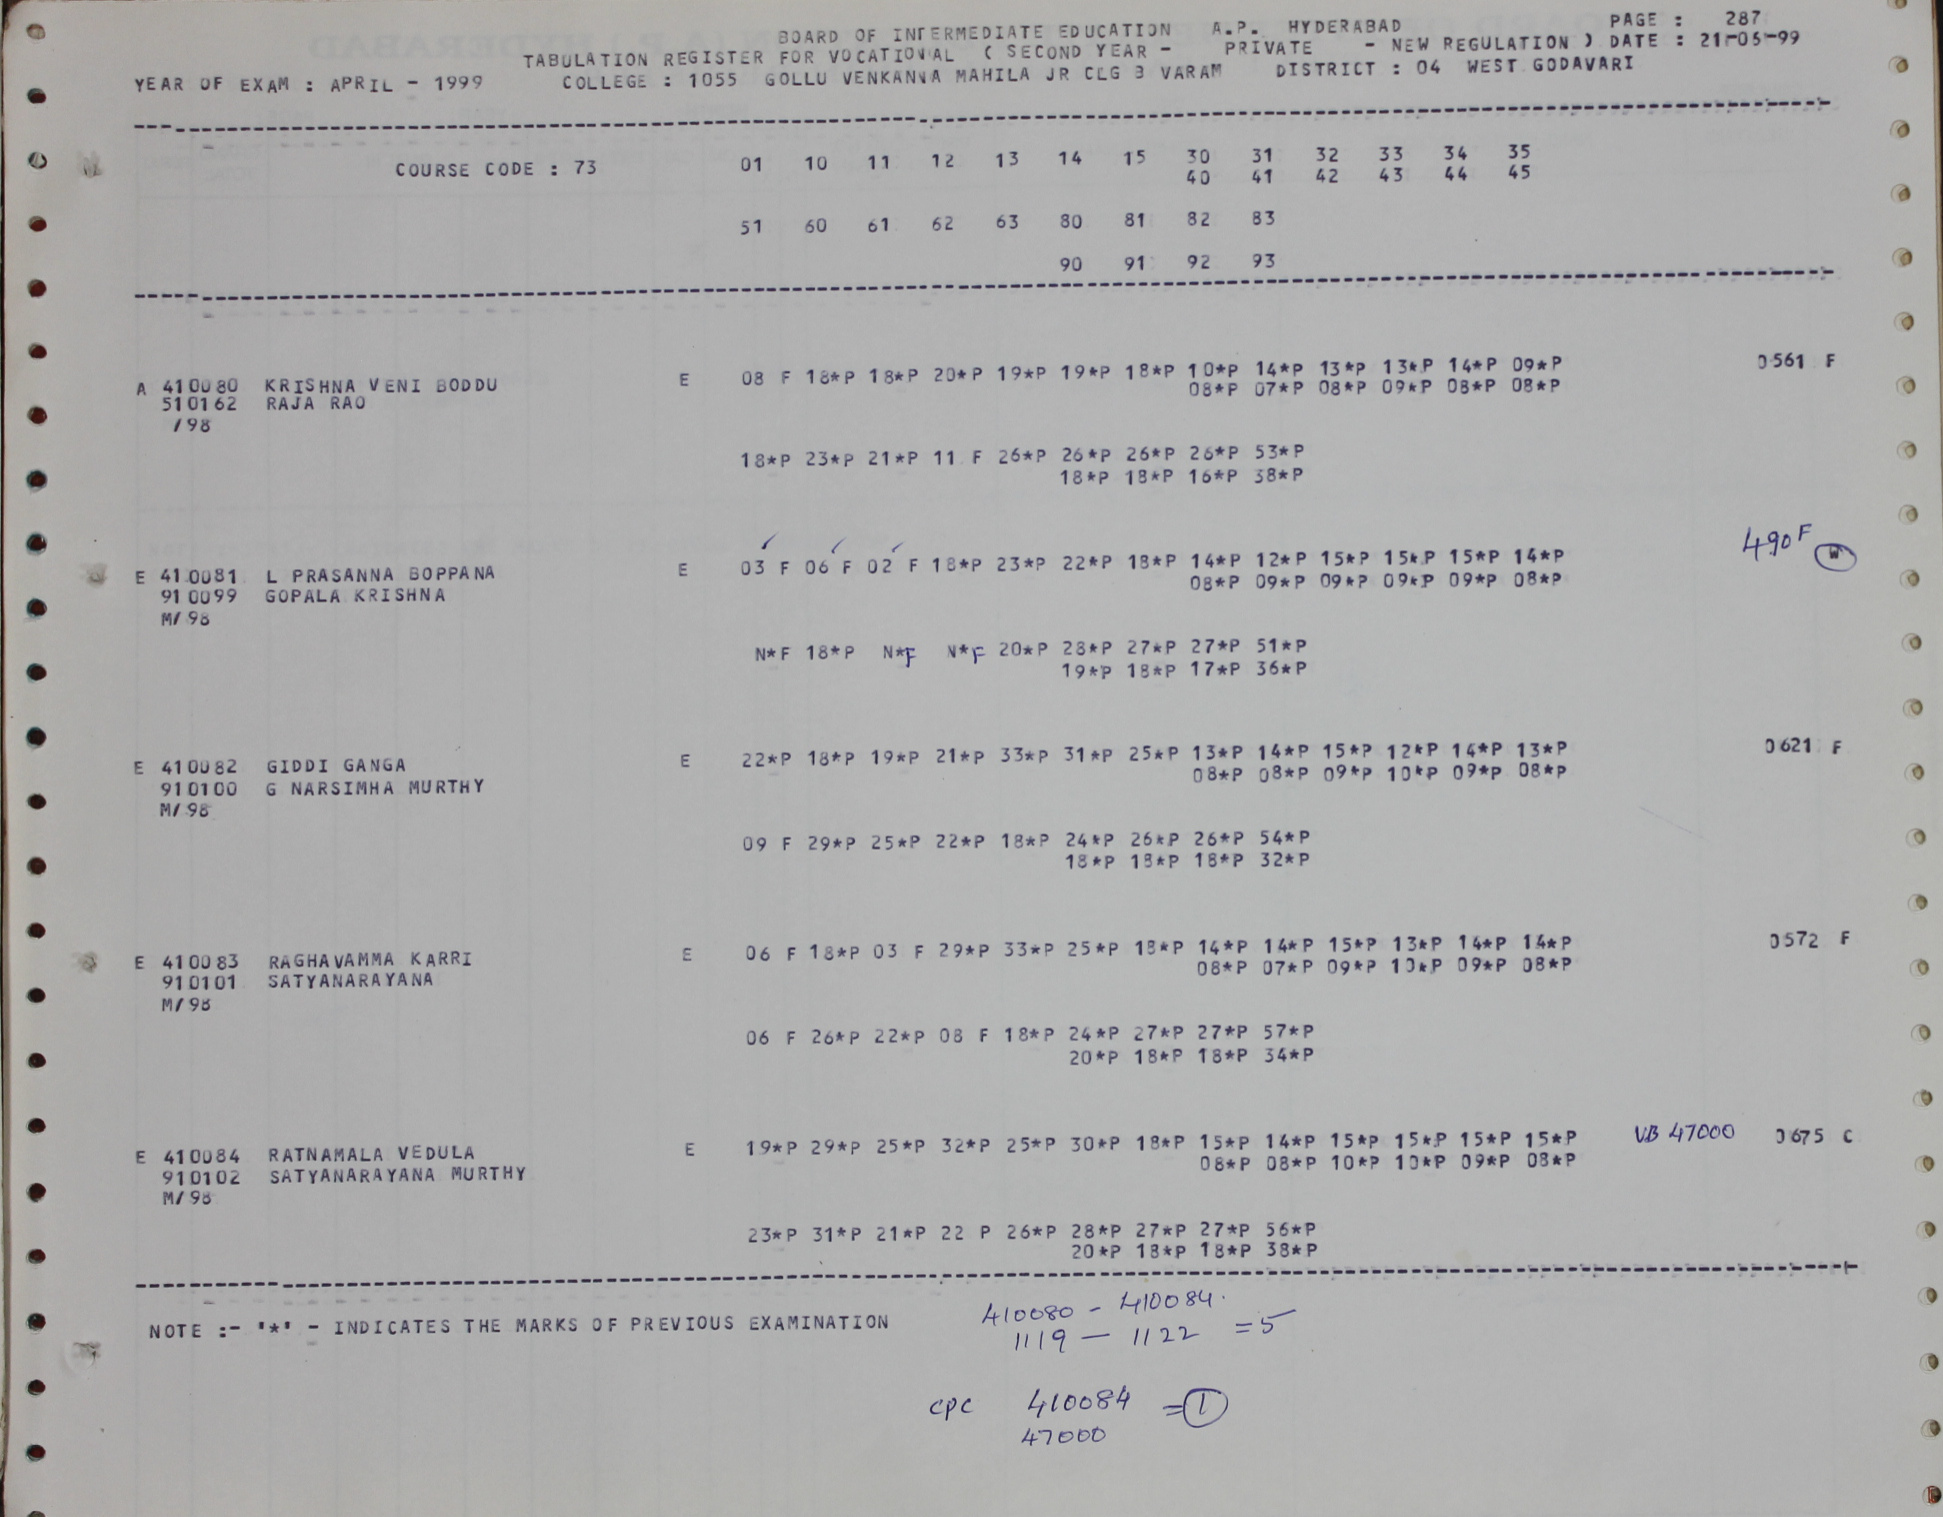 BOARD OF INTERMEDIATE EDUCATION A.P. HYDERABAD PAGE : 287
TABULATION REGISTER FOR VOCATIONAL ( SECOND YEAR - PRIVATE - NEW REGULATION ) DATE : 21-06-99
YEAR OF EXAM : APRIL - 1999 COLLEGE : 1055 GOLLU VENKANNA MAHILA JR CLG B VARAM DISTRICT : 04 WEST GODAVARI
COURSE CODE : 73 01 10 11 12 13 14 15 30 31 32 33 34 35
40 41 42 43 44 45
51 60 61 62 63 80 81 82 83
90 91 92 93
A 410080 KRISHNA VENI BODDU E 08 F 18*P 18*P 20*P 19*P 19*P 18*P 10*P 14*P 13*P 13*P 14*P 09*P 0561 F
510162 RAJA RAO 08*P 07*P 08*P 09*P 08*P 08*P
/98
18*P 23*P 21*P 11 F 26*P 26*P 26*P 26*P 53*P
18*P 18*P 16*P 38*P
E 410081 L PRASANNA BOPPANA E 03 F 06 F 02 F 18*P 23*P 22*P 18*P 14*P 12*P 15*P 15*P 15*P 14*P 490 F
910099 GOPALA KRISHNA 08*P 09*P 09*P 09*P 09*P 08*P
M/98
N*F 18*P N*F N*F 20*P 28*P 27*P 27*P 51*P
19*P 18*P 17*P 36*P
E 410082 GIDDI GANGA E 22*P 18*P 19*P 21*P 33*P 31*P 25*P 13*P 14*P 15*P 12*P 14*P 13*P 0621 F
910100 G NARSIMHA MURTHY 08*P 08*P 09*P 10*P 09*P 08*P
M/98
09 F 29*P 25*P 22*P 18*P 24*P 26*P 26*P 54*P
18*P 18*P 18*P 32*P
E 410083 RAGHAVAMMA KARRI E 06 F 18*P 03 F 29*P 33*P 25*P 18*P 14*P 14*P 15*P 13*P 14*P 14*P 0572 F
910101 SATYANARAYANA 08*P 07*P 09*P 10*P 09*P 08*P
M/98
06 F 26*P 22*P 08 F 18*P 24*P 27*P 27*P 57*P
20*P 18*P 18*P 34*P
E 410084 RATNAMALA VEDULA E 19*P 29*P 25*P 32*P 25*P 30*P 18*P 15*P 14*P 15*P 15*P 15*P 15*P VB 47000 0675 C
910102 SATYANARAYANA MURTHY 08*P 08*P 10*P 10*P 09*P 08*P
M/98
23*P 31*P 21*P 22 P 26*P 28*P 27*P 27*P 56*P
20*P 18*P 18*P 38*P
NOTE :- '*' - INDICATES THE MARKS OF PREVIOUS EXAMINATION
410080 - 410084.
1119 - 1122 = 5
CPC 410084 = 1
47000